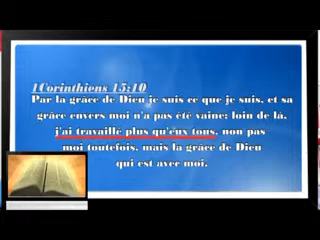 1Corinthiens 15:10
Par la grâce de Dieu je suis ce que je suis, et sa
grâce envers moi n'a pas été vaine; loin de là,
j'ai travaillé plus qu'eux tous, non pas
moi toutefois, mais la grâce de Dieu
qui est avec moi.